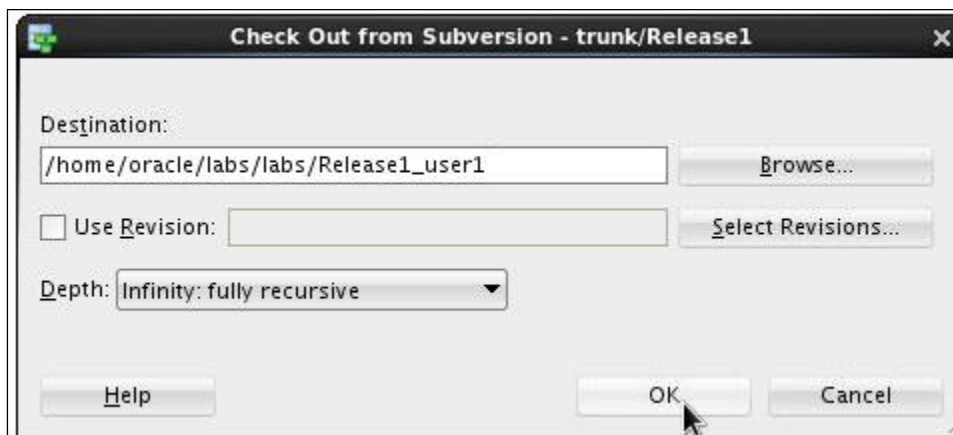 Check Out from Subversion - trunk/Release1
Destination:
/home/oracle/labs/labs/Release1_user1
Browse...
Use Revision:
Select Revisions...
Depth: Infinity: fully recursive
Help
OK
Cancel